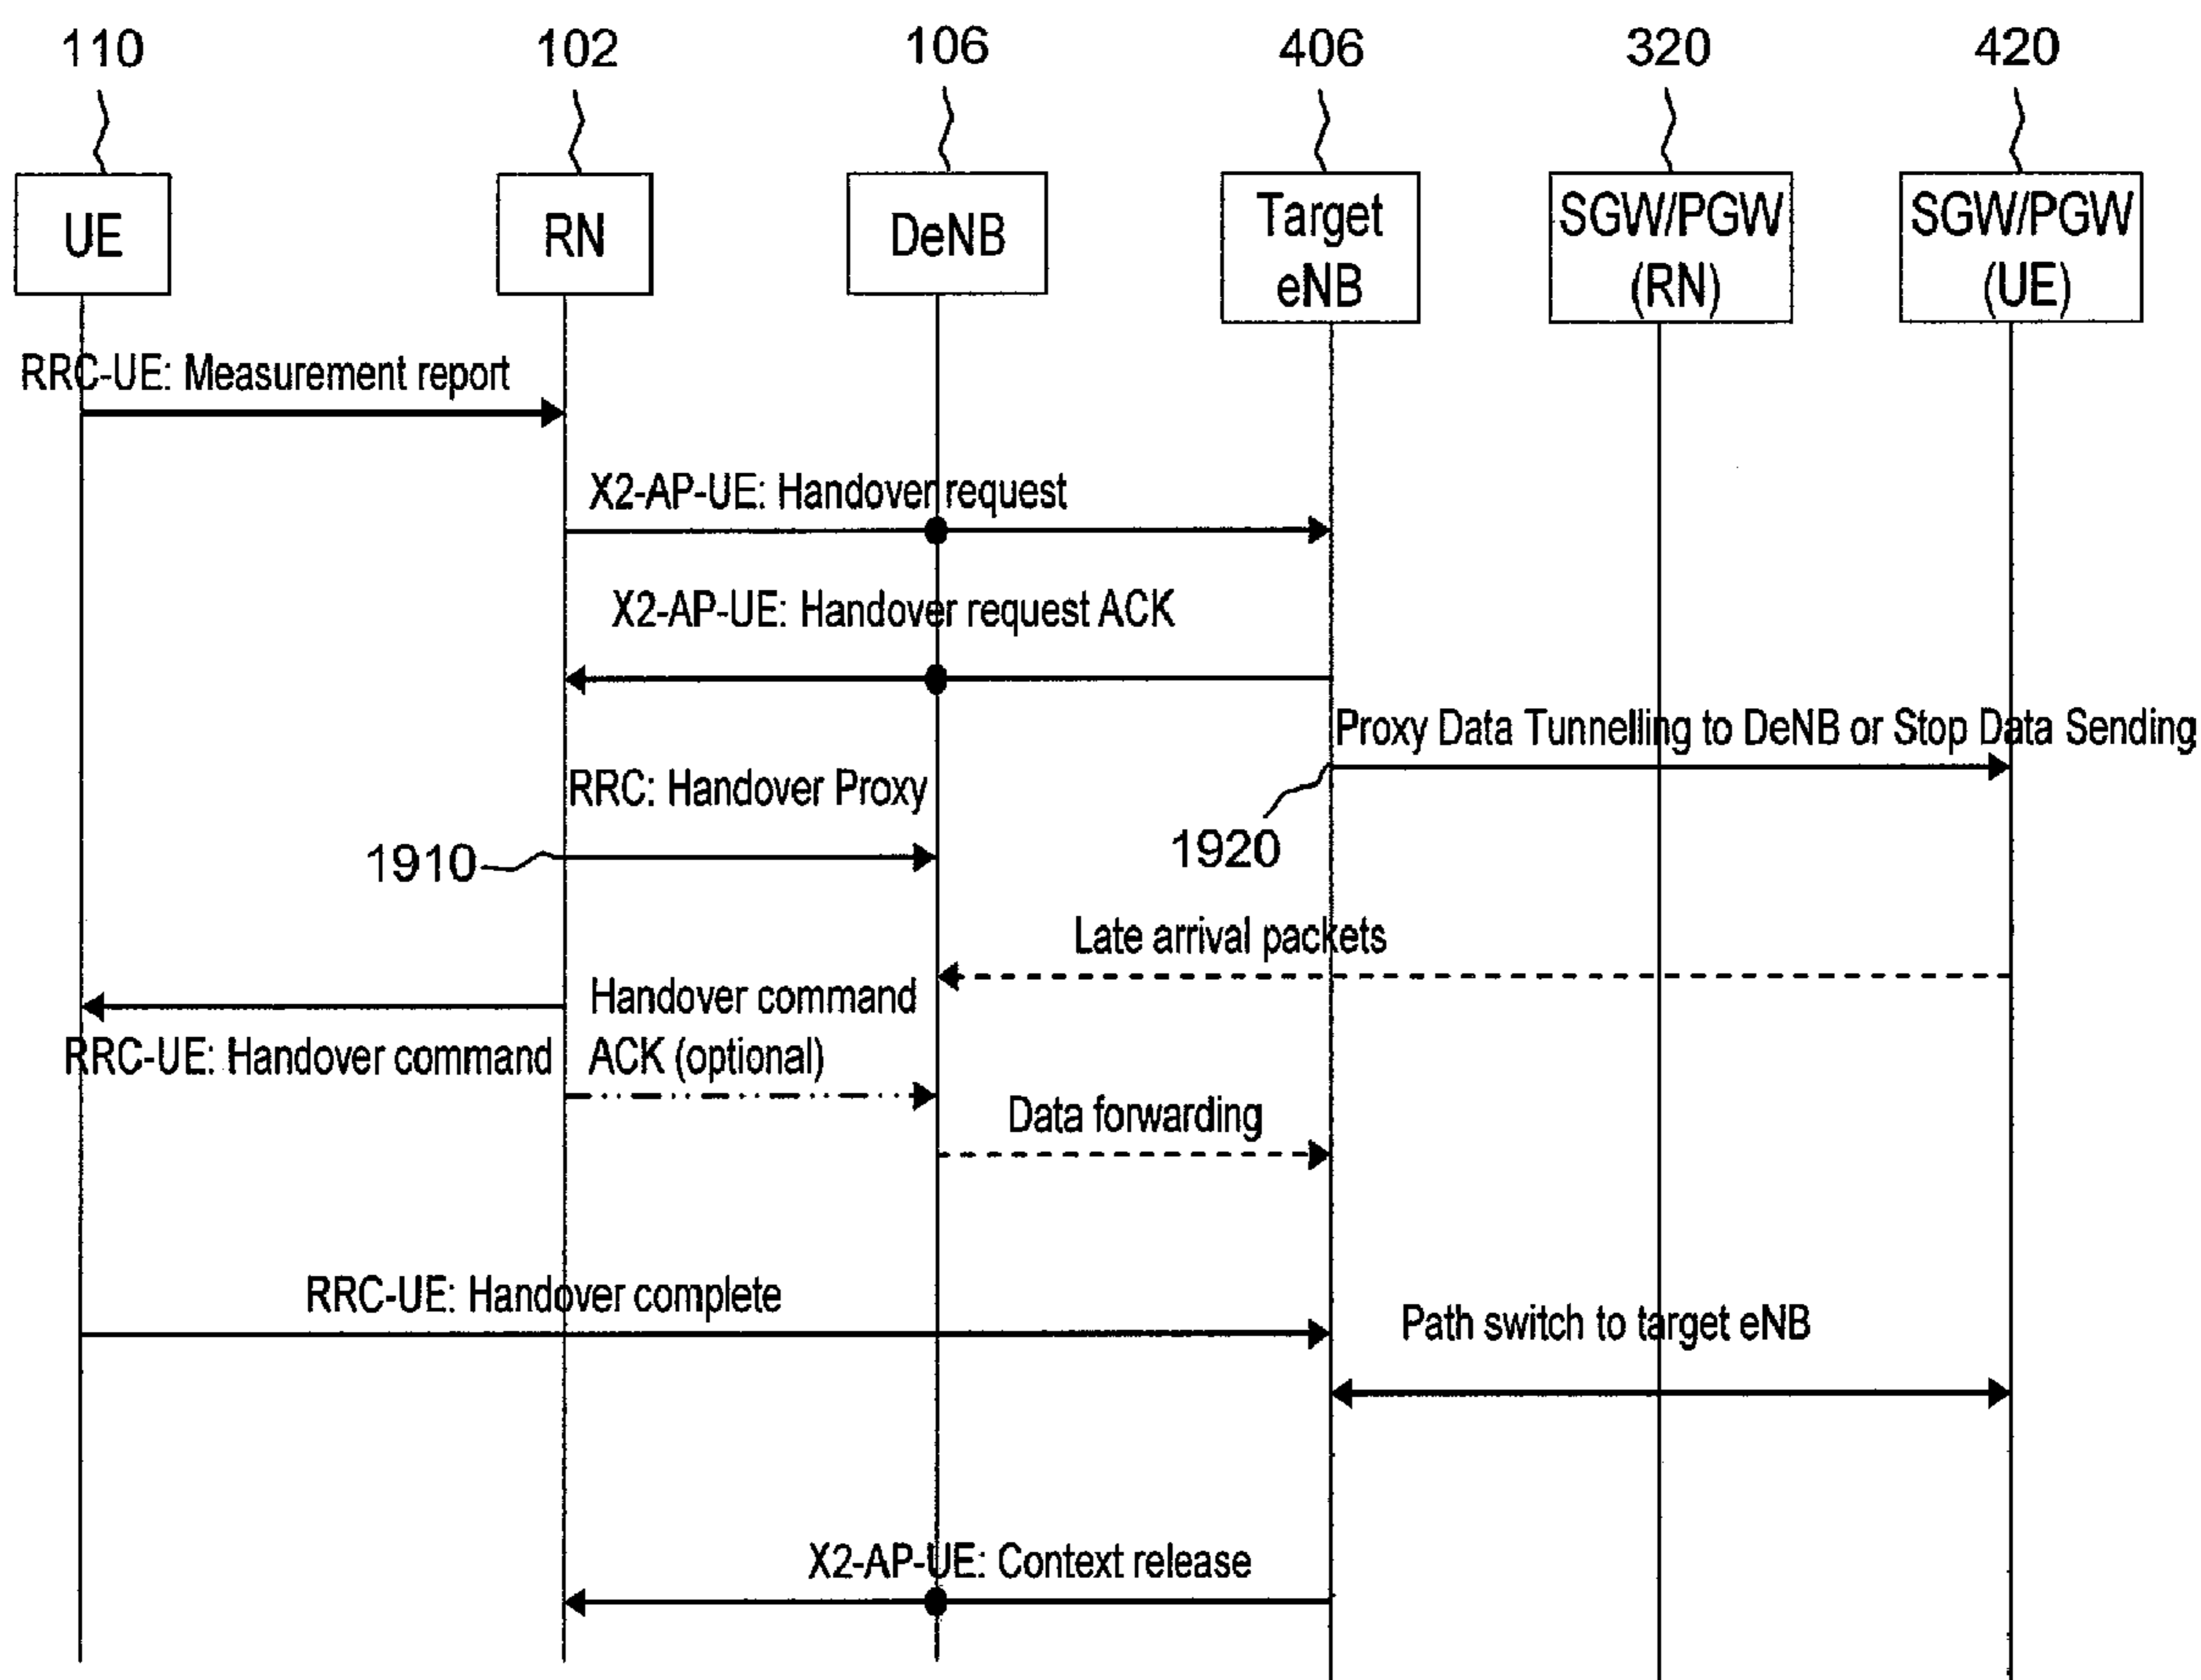 110
102
106
406
320
420
UE
RN
DeNB
Target
eNB
SGW/PGW
(RN)
SGW/PGW
(UE)
RRC-UE: Measurement report
X2-AP-UE: Handover request
X2-AP-UE: Handover request ACK
Proxy Data Tunnelling to DeNB or Stop Data Sending
RRC: Handover Proxy
1910
1920
Late arrival packets
Handover command
ACK (optional)
RRC-UE: Handover command
Data forwarding
RRC-UE: Handover complete
Path switch to target eNB
X2-AP-UE: Context release